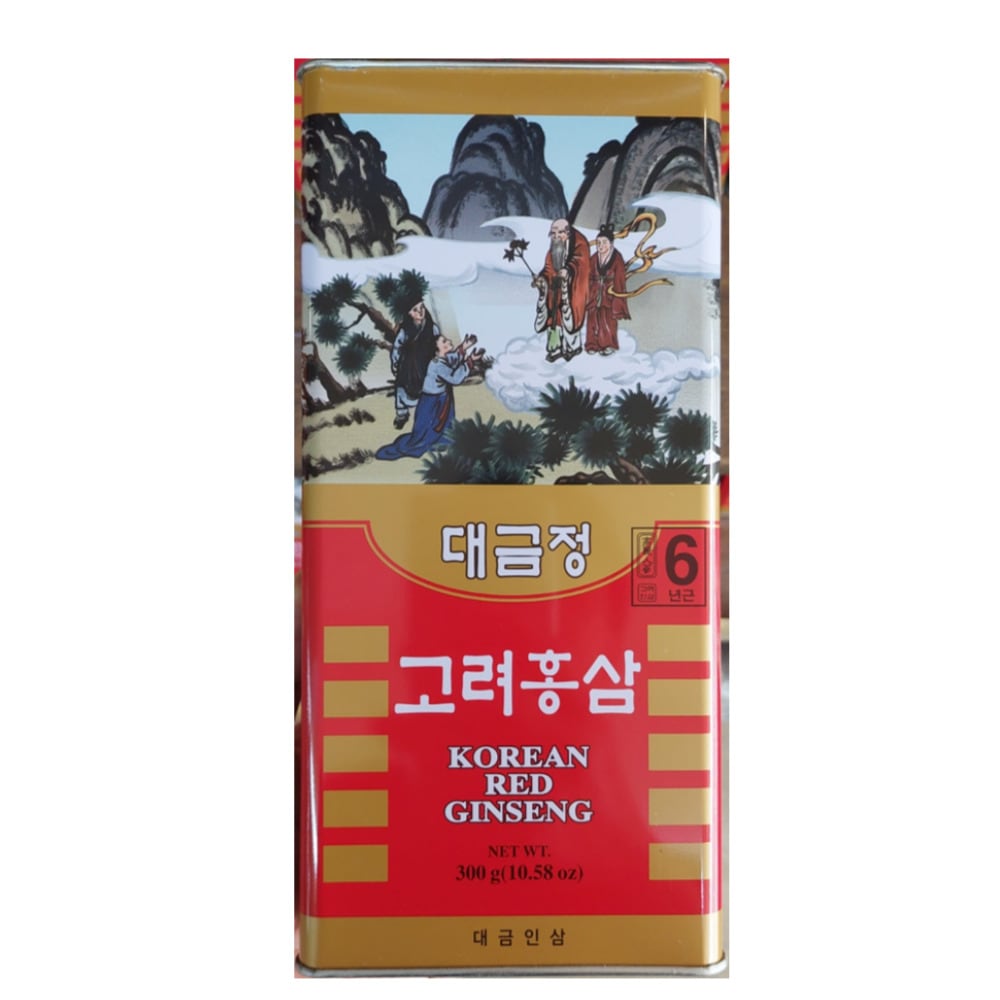 대금정
6
년근
고려홍삼
KOREAN
RED
GINSENG
NET WT.
300 g(10.58 oz)
대금인삼